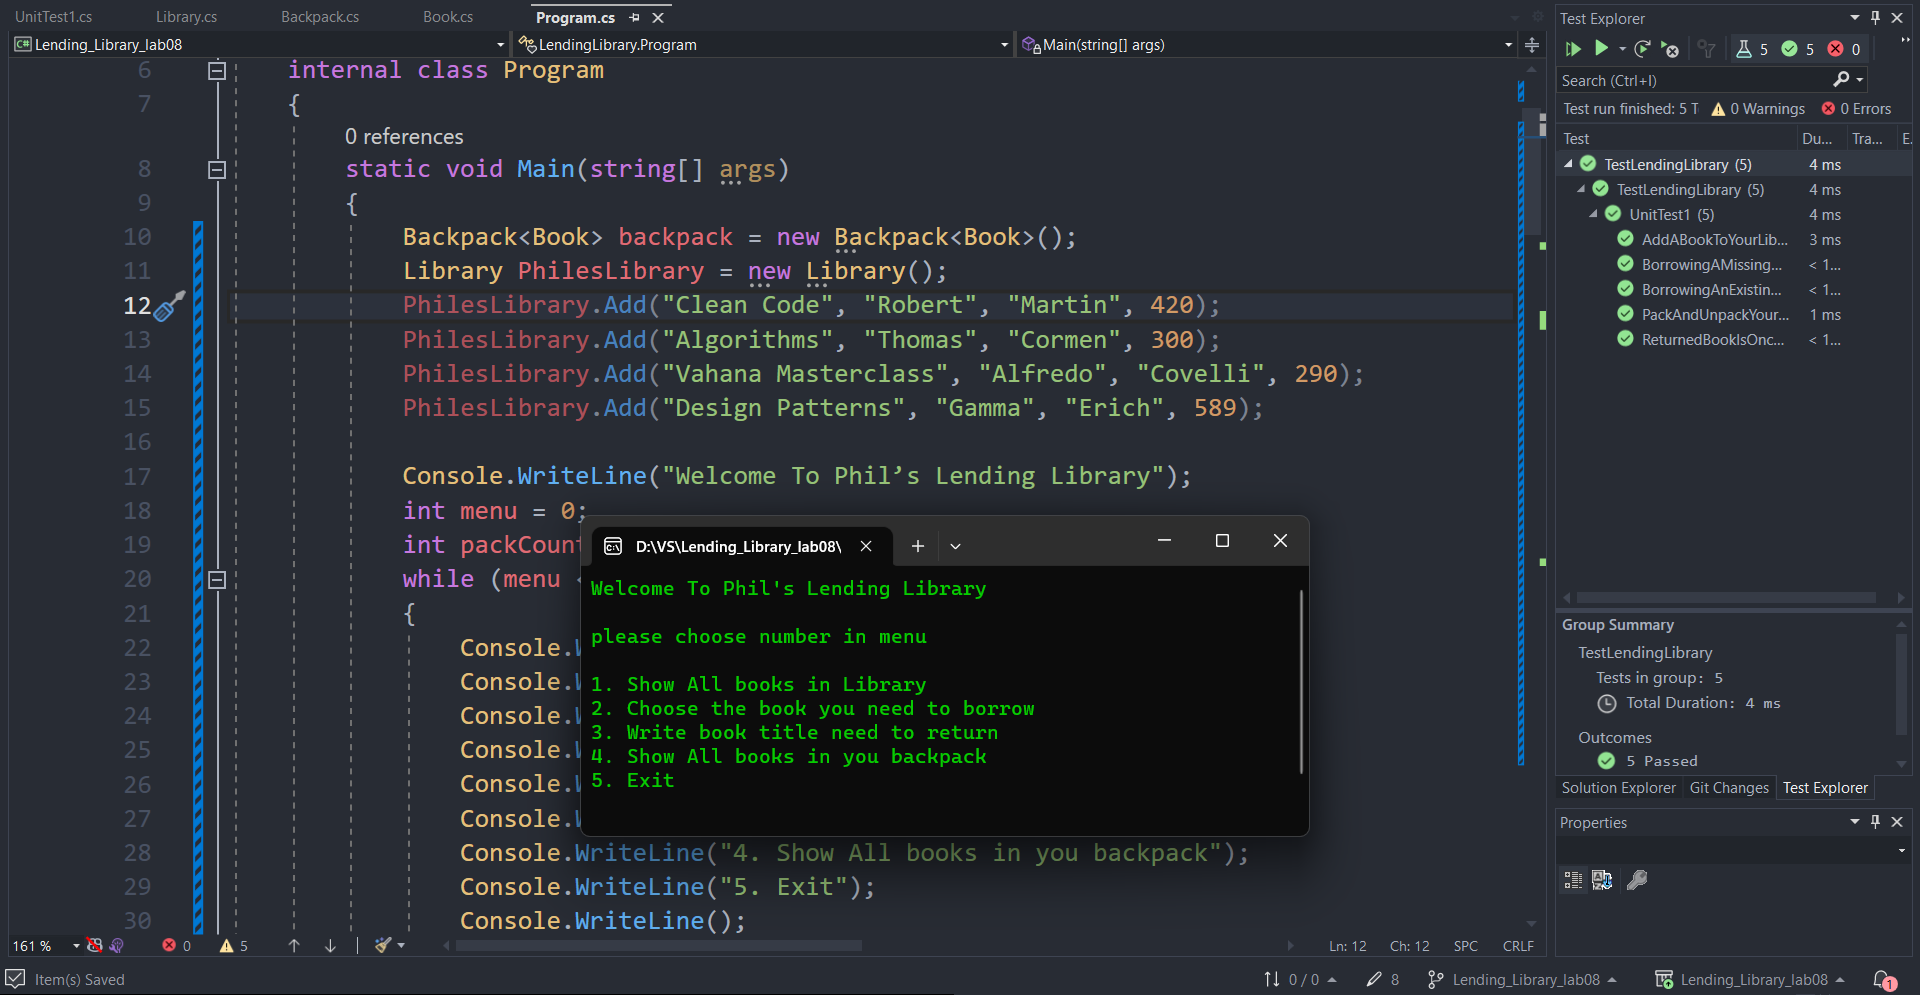 UnitTest1.cs Library.cs Backpack.cs Book.cs Program.cs
C# Lending_Library_lab08 LendingLibrary.Program Main(string[] args)
6 internal class Program
7 {
0 references
8 static void Main(string[] args)
9 {
10 Backpack<Book> backpack = new Backpack<Book>();
11 Library PhilesLibrary = new Library();
12 PhilesLibrary.Add("Clean Code", "Robert", "Martin", 420);
13 PhilesLibrary.Add("Algorithms", "Thomas", "Cormen", 300);
14 PhilesLibrary.Add("Vahana Masterclass", "Alfredo", "Covelli", 290);
15 PhilesLibrary.Add("Design Patterns", "Gamma", "Erich", 589);
16
17 Console.WriteLine("Welcome To Phil’s Lending Library");
18 int menu = 0;
19 int packCount
20 while (menu
21 {
22 Console.
23 Console.
24 Console.
25 Console.
26 Console.
27 Console.
28 Console.WriteLine("4. Show All books in you backpack");
29 Console.WriteLine("5. Exit");
30 Console.WriteLine();
D:\VS\Lending_Library_lab08\
Welcome To Phil's Lending Library
please choose number in menu
1. Show All books in Library
2. Choose the book you need to borrow
3. Write book title need to return
4. Show All books in you backpack
5. Exit
161 % 0 5 Ln: 12 Ch: 12 SPC CRLF
Test Explorer
5 5 0
Search (Ctrl+I)
Test run finished: 5 T 0 Warnings 0 Errors
Test Du... Tra... E.
TestLendingLibrary (5) 4 ms
TestLendingLibrary (5) 4 ms
UnitTest1 (5) 4 ms
AddABookToYourLib... 3 ms
BorrowingAMissing... < 1...
BorrowingAnExistin... < 1...
PackAndUnpackYour... 1 ms
ReturnedBookIsOnc... < 1...
Group Summary
TestLendingLibrary
Tests in group: 5
Total Duration: 4 ms
Outcomes
5 Passed
Solution Explorer Git Changes Test Explorer
Properties
Item(s) Saved 0 / 0 8 Lending_Library_lab08 Lending_Library_lab08 1